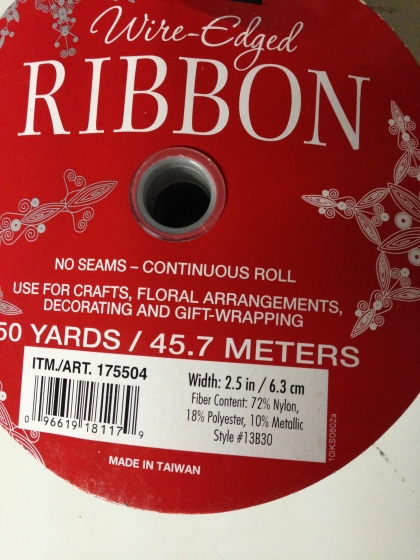 Wire-Edged
RIBBON
NO SEAMS – CONTINUOUS ROLL
USE FOR CRAFTS, FLORAL ARRANGEMENTS,
DECORATING AND GIFT-WRAPPING
50 YARDS / 45.7 METERS
ITM./ART. 175504
Width: 2.5 in / 6.3 cm
Fiber Content: 72% Nylon,
18% Polyester, 10% Metallic
Style #13B30
0 96619 18117 9
10IKS0602a
MADE IN TAIWAN